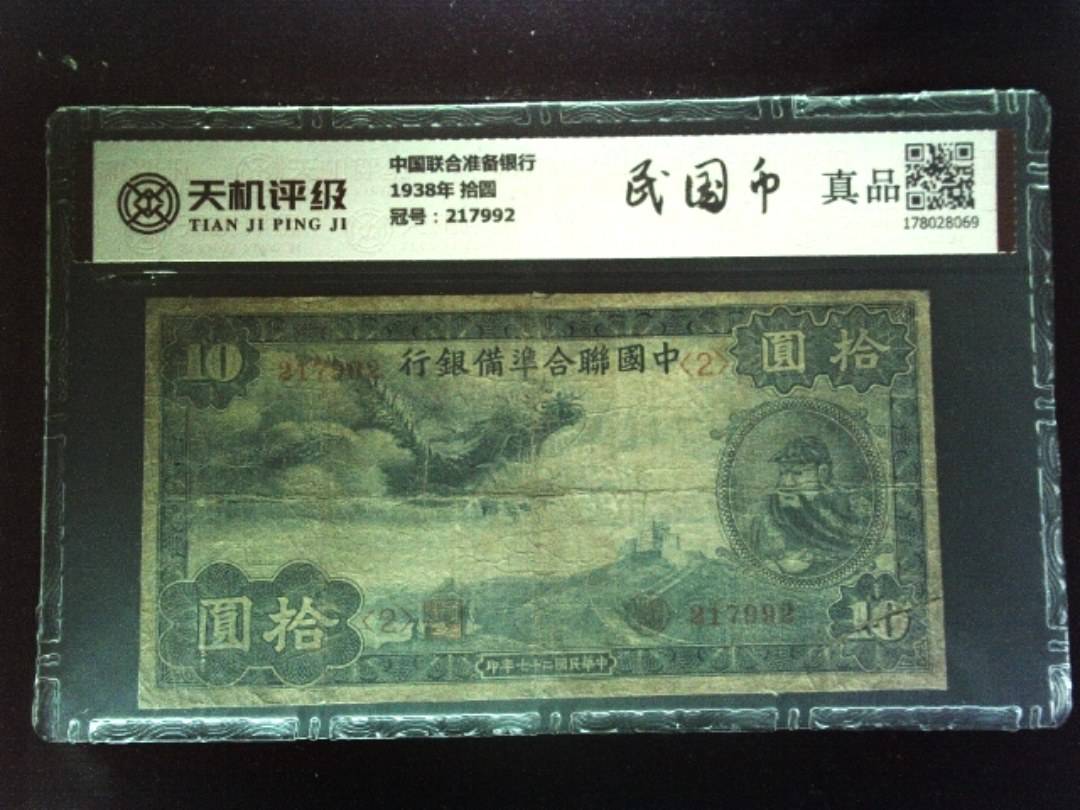 天机评级
TIAN JI PING JI
中国联合准备银行
1938年 拾圆
冠号：217992
民国币
真品
178028069
10
217992
行銀備準合聯國中
<2>
圓拾
圓拾
<2>
217992
10
印年七十二國民華中